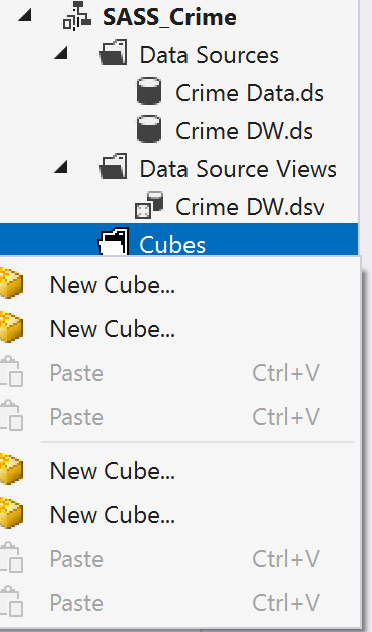 SASS_Crime
Data Sources
Crime Data.ds
Crime DW.ds
Data Source Views
Crime DW.dsv
Cubes
New Cube...
New Cube...
Paste Ctrl+V
Paste Ctrl+V
New Cube...
New Cube...
Paste Ctrl+V
Paste Ctrl+V